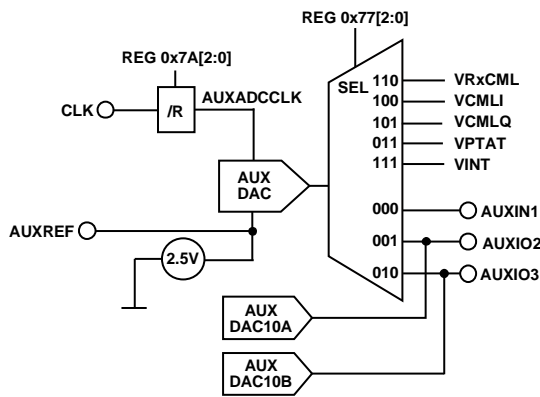 REG 0x77[2:0]
REG 0x7A[2:0]
CLK
/R
AUXADCCLK
SEL
110 VRxCML
100 VCMLI
101 VCMLQ
011 VPTAT
111 VINT
AUX
DAC
000 AUXIN1
AUXREF
001 AUXIO2
2.5V
010 AUXIO3
AUX
DAC10A
AUX
DAC10B